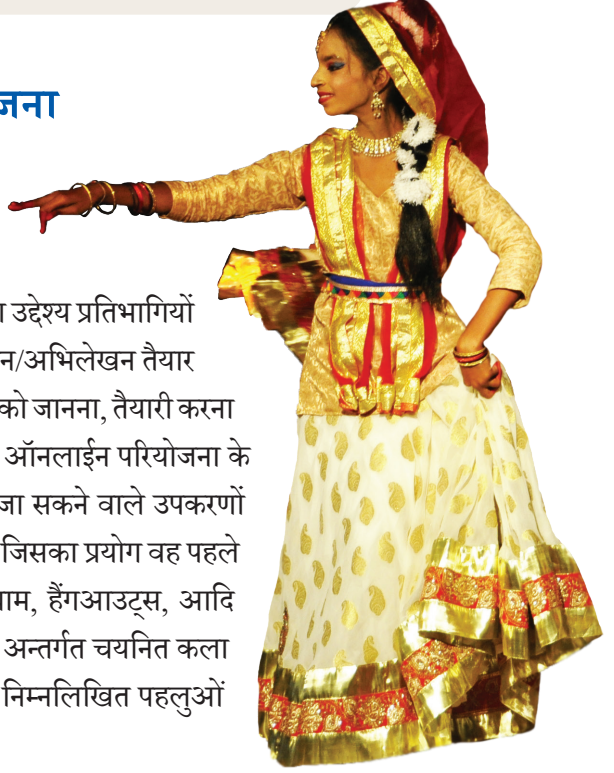 जना
उद्देश्य प्रतिभागियों
न/अभिलेखन तैयार
को जानना, तैयारी करना
ऑनलाईन परियोजना के
जा सकने वाले उपकरणों
जिसका प्रयोग वह पहले
ाम, हैंगआउट्स, आदि
अन्तर्गत चयनित कला
निम्नलिखित पहलुओं